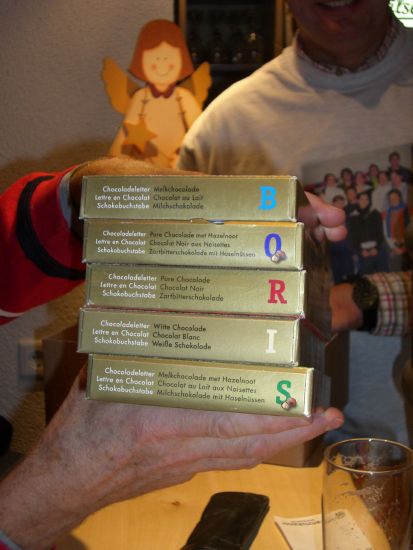 Chocoladeletter Melkchocolade
Lettre en Chocolat Chocolat au Lait
Schokobuchstabe Milchschokolade
B
Chocoladeletter Pure Chocolade met Hazelnoot
Lettre en Chocolat Chocolat Noir aux Noisettes
Schokobuchstabe Zartbitterschokolade mit Haselnüssen
O
Chocoladeletter Pure Chocolade
Lettre en Chocolat Chocolat Noir
Schokobuchstabe Zartbitterschokolade
R
Chocoladeletter Witte Chocolade
Lettre en Chocolat Chocolat Blanc
Schokobuchstabe Weiße Schokolade
I
Chocoladeletter Melkchocolade met Hazelnoot
Lettre en Chocolat Chocolat au Lait aux Noisettes
Schokobuchstabe Milchschokolade mit Haselnüssen
S